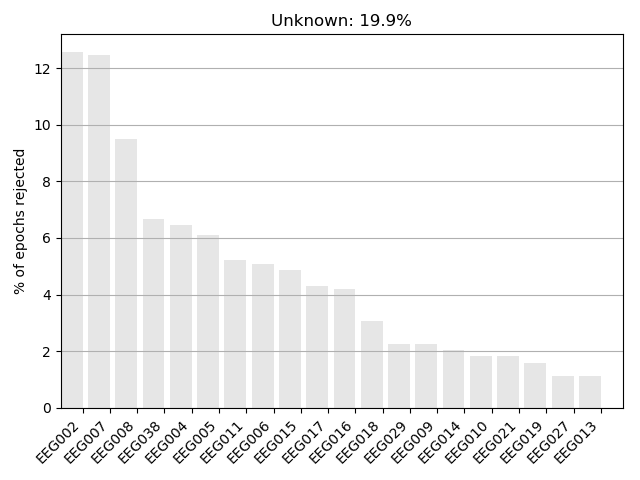 Unknown: 19.9%
% of epochs rejected
12
10
8
6
4
2
0
EEG002
EEG007
EEG008
EEG038
EEG004
EEG005
EEG011
EEG006
EEG015
EEG017
EEG016
EEG018
EEG029
EEG009
EEG014
EEG010
EEG021
EEG019
EEG027
EEG013